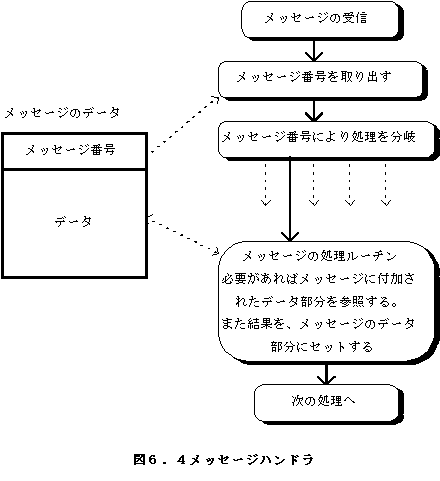 メッセージの受信
メッセージ番号を取り出す
メッセージのデータ
メッセージ番号
メッセージ番号により処理を分岐
データ
メッセージの処理ルーチン
必要があればメッセージに付加さ
れたデータ部分を参照する。
また結果を、メッセージのデータ
部分にセットする
次の処理へ
図６．４メッセージハンドラ